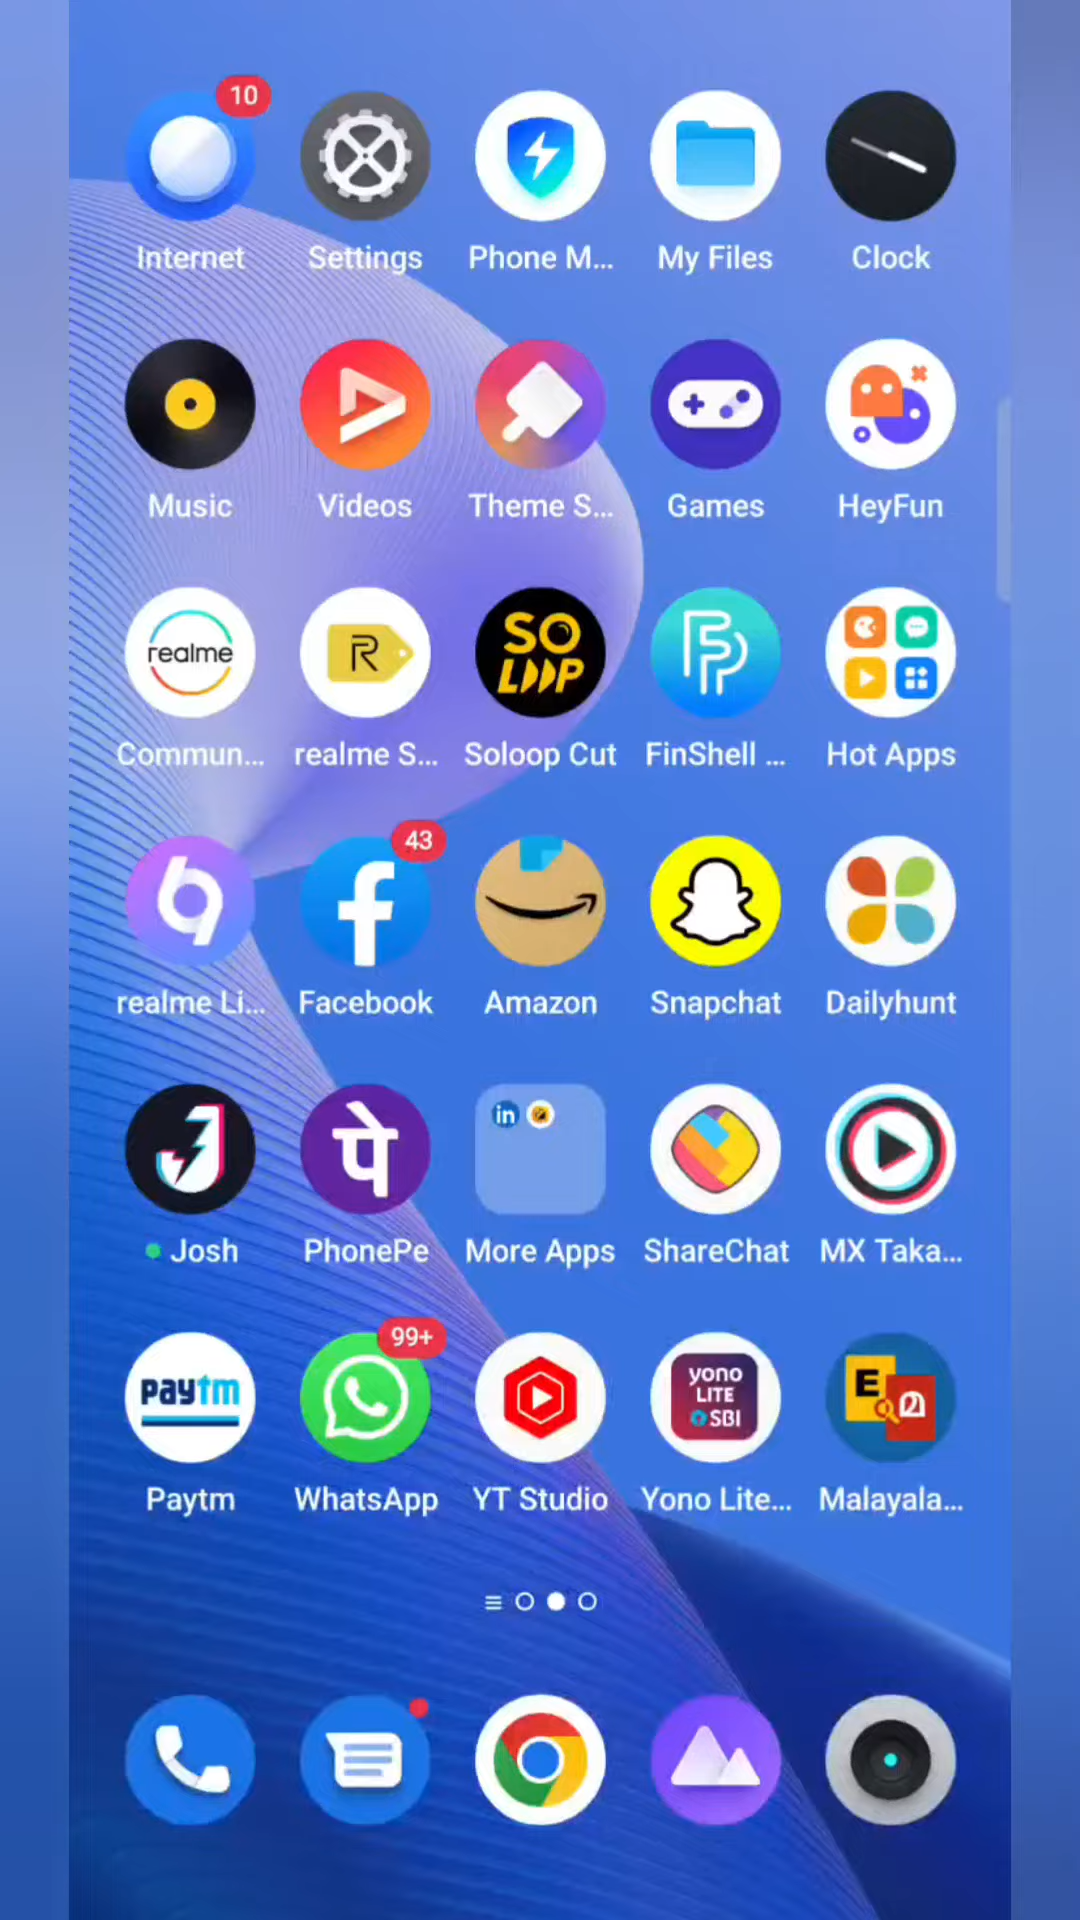 10
Internet
Settings
Phone M...
My Files
Clock
Music
Videos
Theme S...
Games
HeyFun
realme
R
SO
LOOP
Commun...
realme S...
Soloop Cut
FinShell ...
Hot Apps
43
realme Li...
Facebook
Amazon
Snapchat
Dailyhunt
in
पे
Josh
PhonePe
More Apps
ShareChat
MX Taka...
99+
paytm
yono
LITE
SBI
E
മ
Paytm
WhatsApp
YT Studio
Yono Lite...
Malayala...